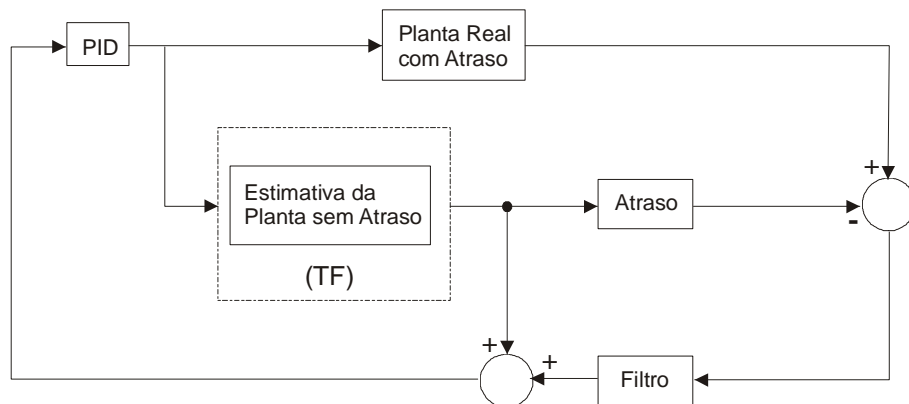 PID
Planta Real
com Atraso
Estimativa da
Planta sem Atraso
(TF)
Atraso
+
-
+
+
Filtro